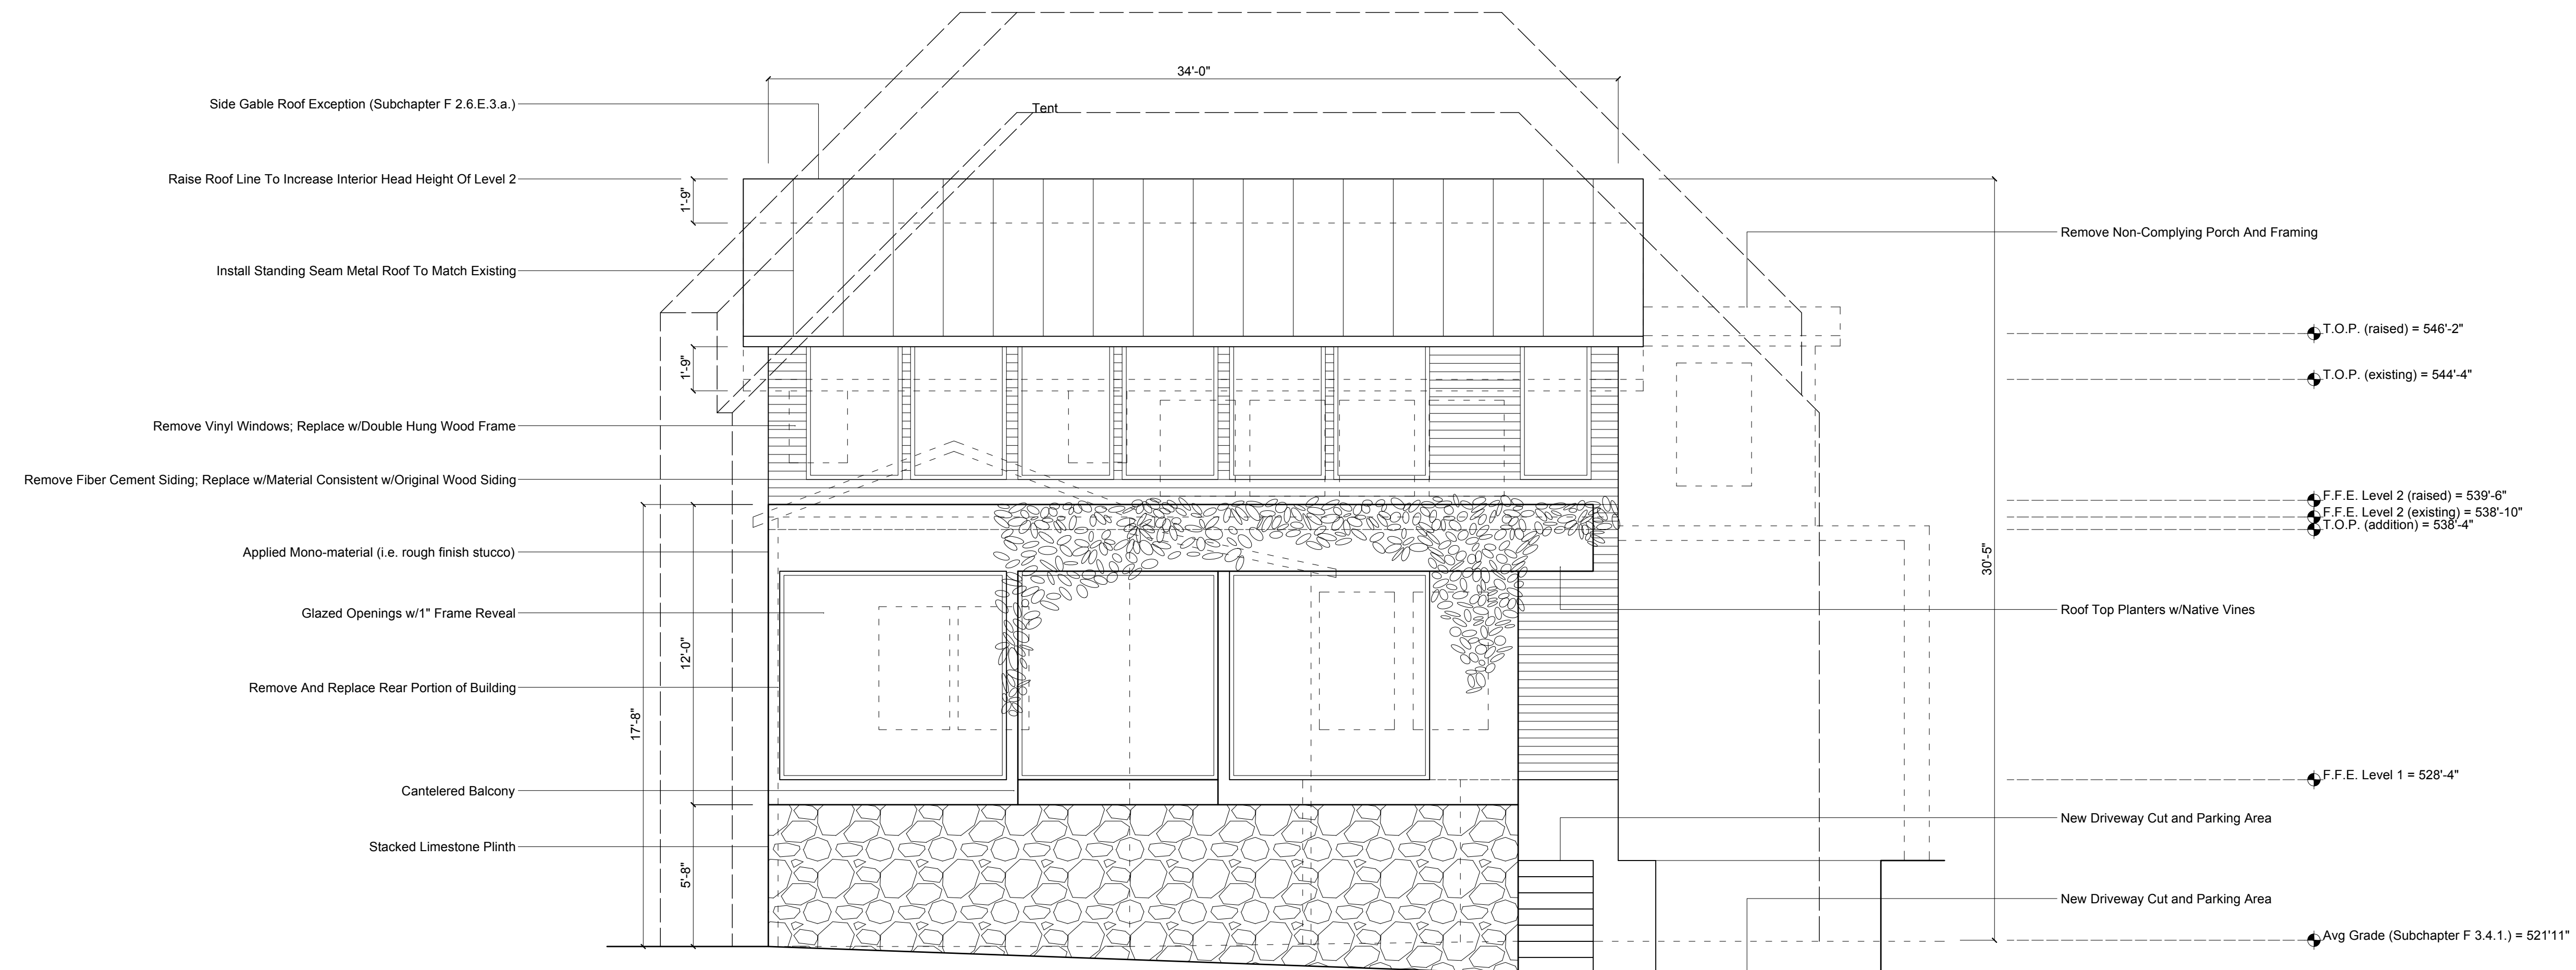 34'-0"
Side Gable Roof Exception (Subchapter F 2.6.E.3.a.)
Tent
Raise Roof Line To Increase Interior Head Height Of Level 2
1'-9"
Remove Non-Complying Porch And Framing
Install Standing Seam Metal Roof To Match Existing
T.O.P. (raised) = 546'-2"
1'-9"
T.O.P. (existing) = 544'-4"
Remove Vinyl Windows; Replace w/Double Hung Wood Frame
Remove Fiber Cement Siding; Replace w/Material Consistent w/Original Wood Siding
F.F.E. Level 2 (raised) = 539'-6"
F.F.E. Level 2 (existing) = 538'-10"
T.O.P. (addition) = 538'-4"
Applied Mono-material (i.e. rough finish stucco)
30'-5"
Glazed Openings w/1" Frame Reveal
Roof Top Planters w/Native Vines
12'-0"
Remove And Replace Rear Portion of Building
17'-8"
F.F.E. Level 1 = 528'-4"
Cantelered Balcony
New Driveway Cut and Parking Area
Stacked Limestone Plinth
5'-8"
New Driveway Cut and Parking Area
Avg Grade (Subchapter F 3.4.1.) = 521'11"